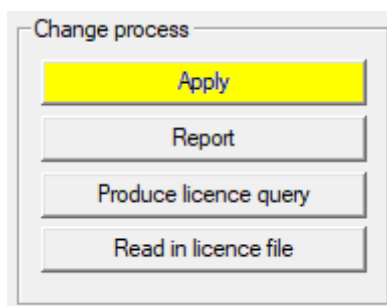 Change process
Apply
Report
Produce licence query
Read in licence file